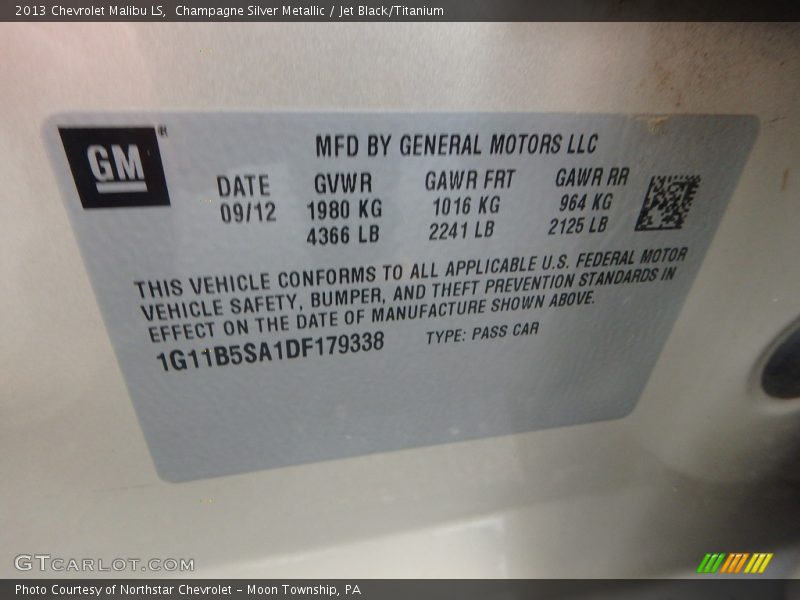 2013 Chevrolet Malibu LS,  Champagne Silver Metallic / Jet Black/Titanium
GM®
MFD BY GENERAL MOTORS LLC
DATE GVWR GAWR FRT GAWR RR
09/12 1980 KG 1016 KG 964 KG
4366 LB 2241 LB 2125 LB
THIS VEHICLE CONFORMS TO ALL APPLICABLE U.S. FEDERAL MOTOR
VEHICLE SAFETY, BUMPER, AND THEFT PREVENTION STANDARDS IN
EFFECT ON THE DATE OF MANUFACTURE SHOWN ABOVE.
1G11B5SA1DF179338 TYPE: PASS CAR
GTCARLOT.COM
Photo Courtesy of Northstar Chevrolet – Moon Township, PA